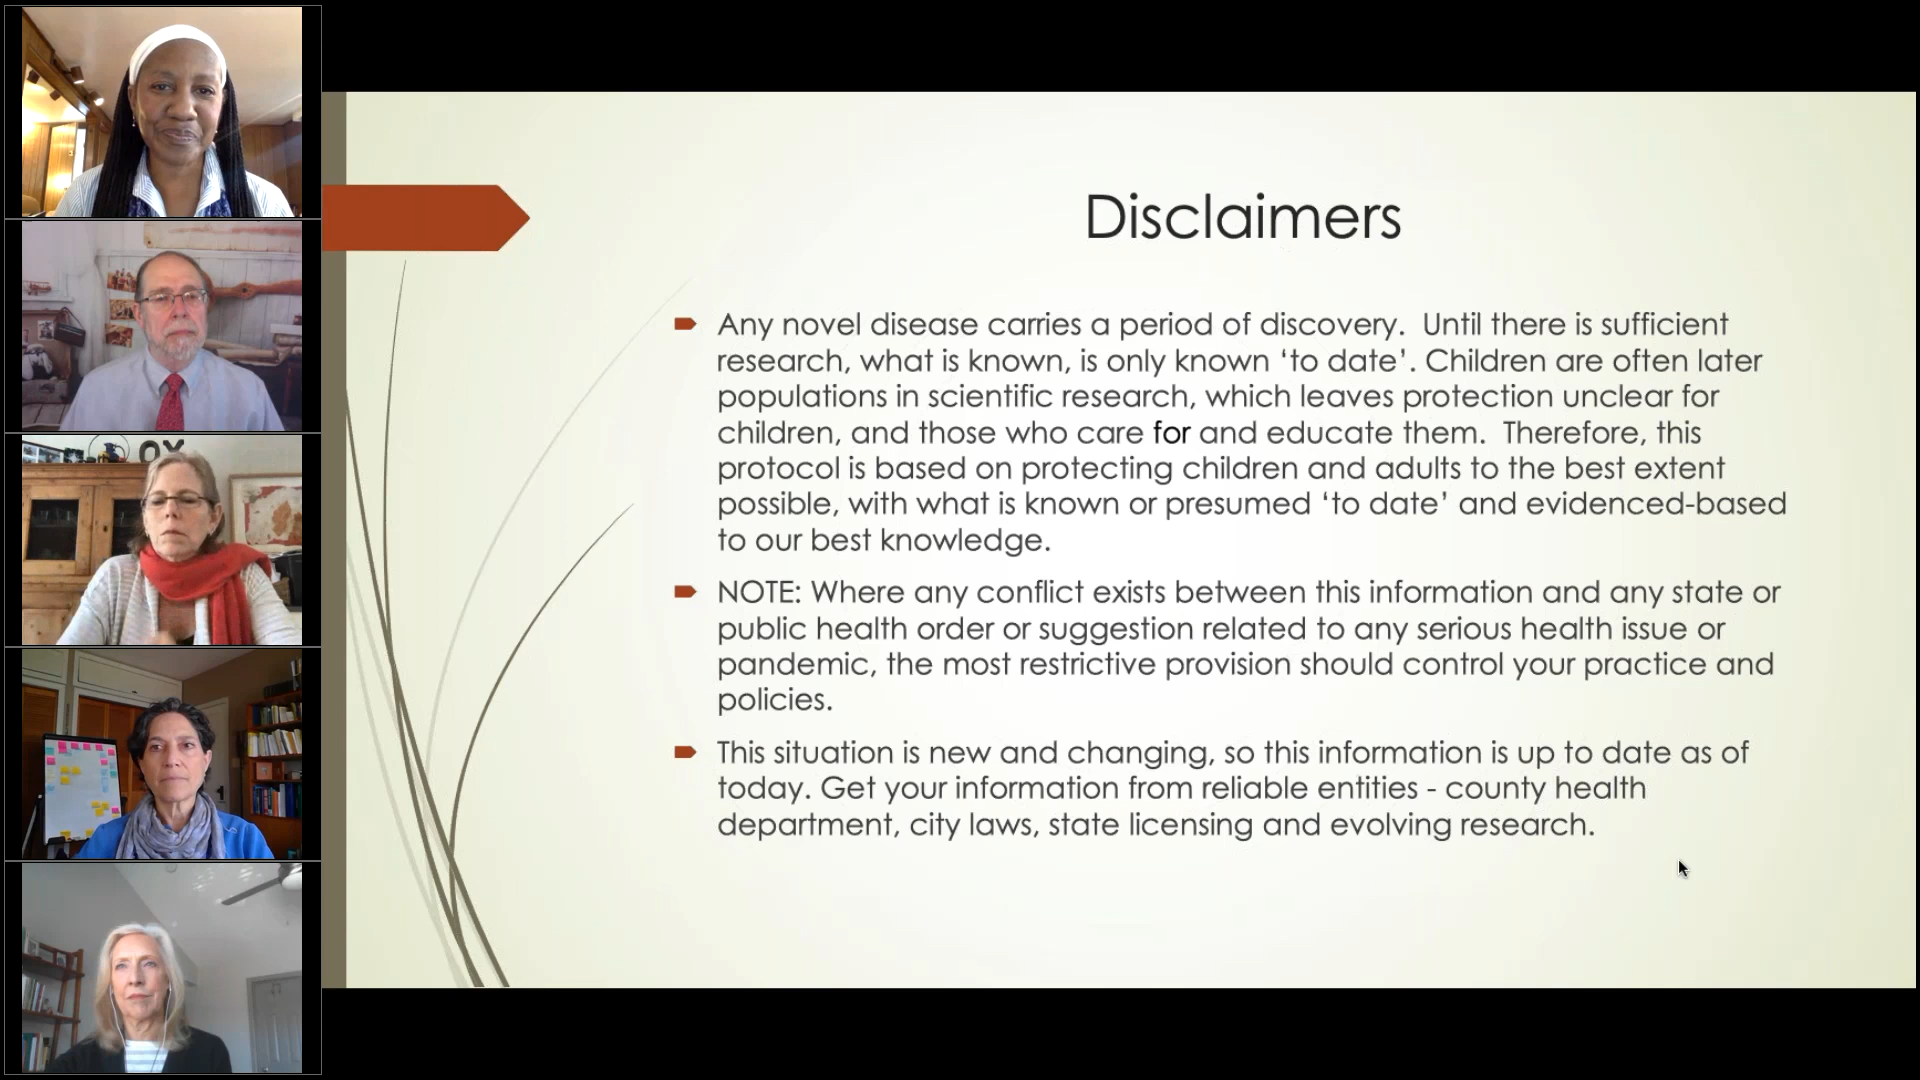 OX
Disclaimers
Any novel disease carries a period of discovery.  Until there is sufficient
research, what is known, is only known ‘to date’. Children are often later
populations in scientific research, which leaves protection unclear for
children, and those who care for and educate them.  Therefore, this
protocol is based on protecting children and adults to the best extent
possible, with what is known or presumed ‘to date’ and evidenced-based
to our best knowledge.
NOTE: Where any conflict exists between this information and any state or
public health order or suggestion related to any serious health issue or
pandemic, the most restrictive provision should control your practice and
policies.
This situation is new and changing, so this information is up to date as of
today. Get your information from reliable entities - county health
department, city laws, state licensing and evolving research.